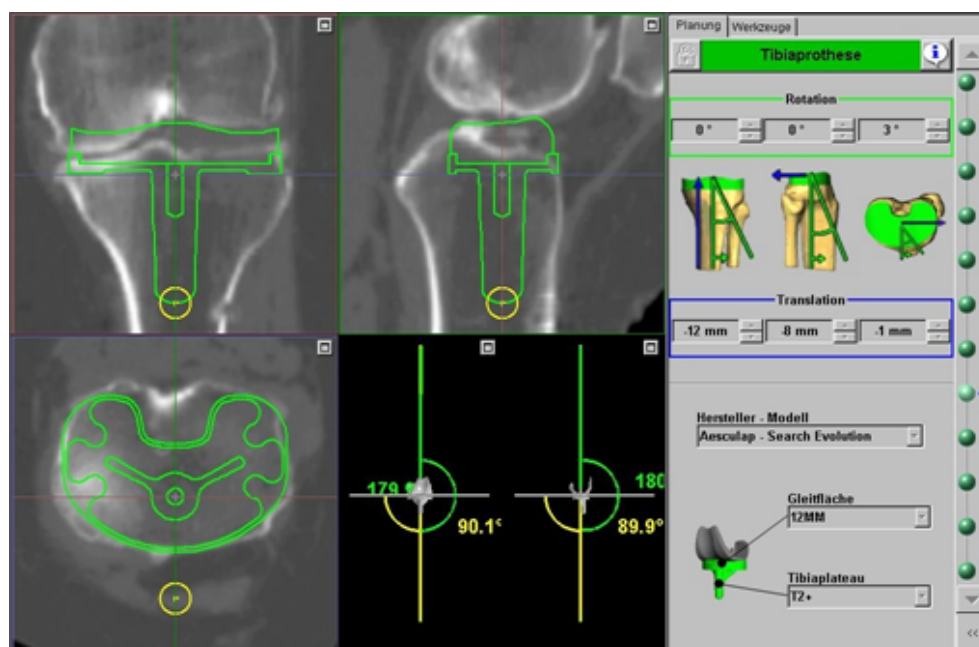 Planung Werkzeuge
Tibiaprothese
Rotation
0 ° 0 ° 3 °
Translation
-12 mm -8 mm -1 mm
Hersteller - Modell
Aesculap - Search Evolution
Gleitfläche
12MM
Tibiaplateau
T2+
179 180
90.1° 89.9°
<<